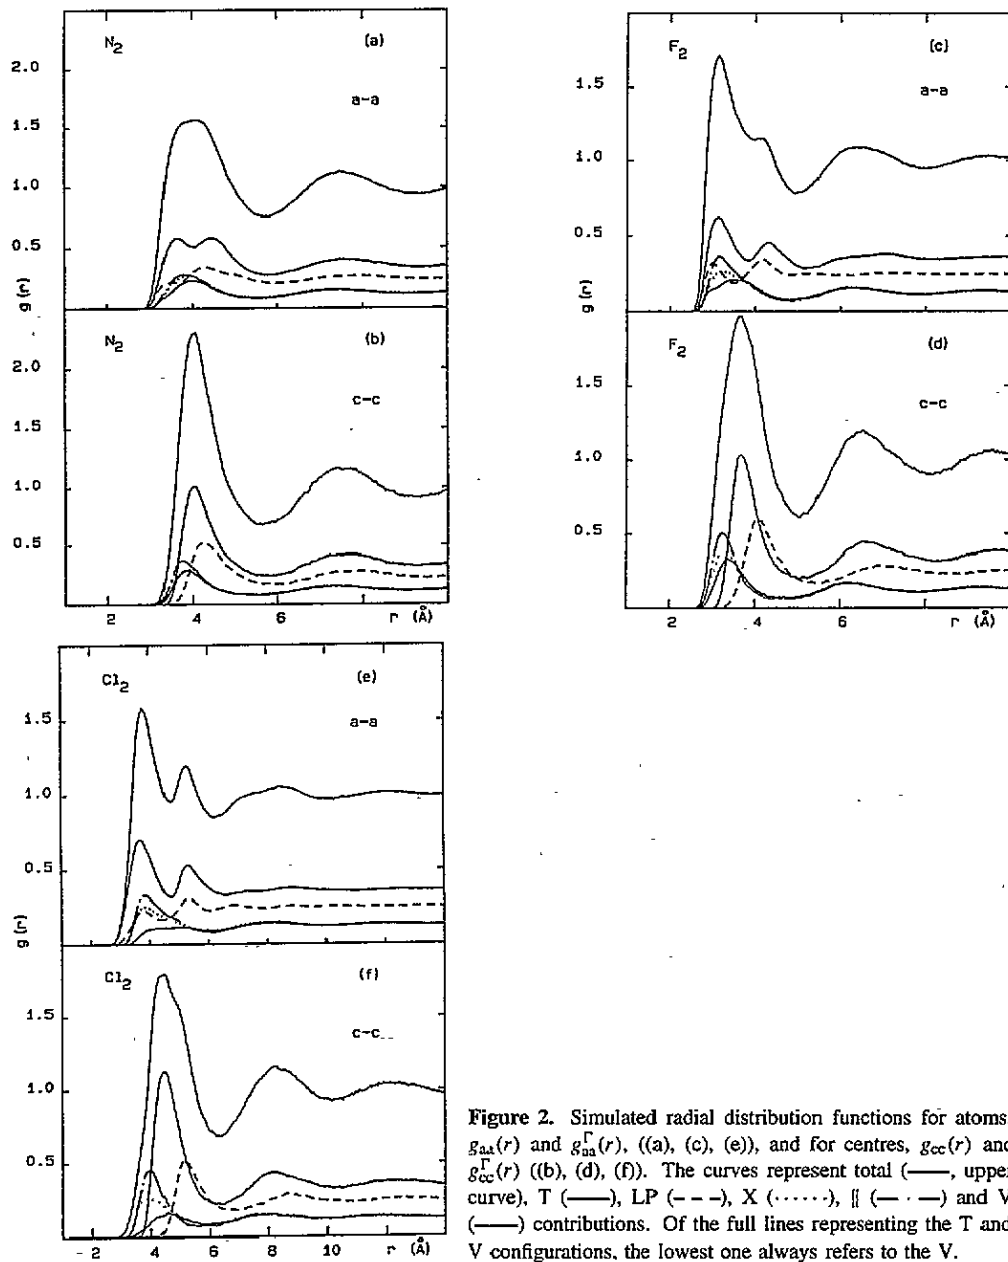 N2 (a)
2.0
a-a
1.5
1.0
0.5
g (r)
N2 (b)
2.0
c-c
1.5
1.0
0.5
2 4 6 r (Å)
F2 (c)
1.5
a-a
1.0
0.5
g (r)
F2 (d)
1.5
c-c
1.0
0.5
2 4 6 r (Å)
Cl2 (e)
1.5
a-a
1.0
0.5
g (r)
Cl2 (f)
1.5
c-c
1.0
0.5
2 4 6 8 10 r (Å)
Figure 2. Simulated radial distribution functions for atoms,
gaa(r) and gΓaa(r), ((a), (c), (e)), and for centres, gcc(r) and
gΓcc(r) ((b), (d), (f)). The curves represent total (——, upper
curve), T (——), LP (– – –), X (· · · · · ·), ∥ (— · —) and V
(——) contributions. Of the full lines representing the T and
V configurations, the lowest one always refers to the V.